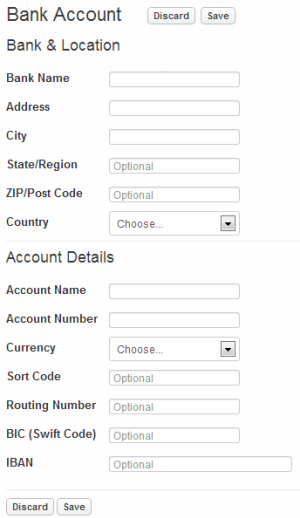 Bank Account Discard Save
Bank & Location
Bank Name
Address
City
State/Region Optional
ZIP/Post Code Optional
Country Choose...
Account Details
Account Name
Account Number
Currency Choose...
Sort Code Optional
Routing Number Optional
BIC (Swift Code) Optional
IBAN Optional
Discard Save